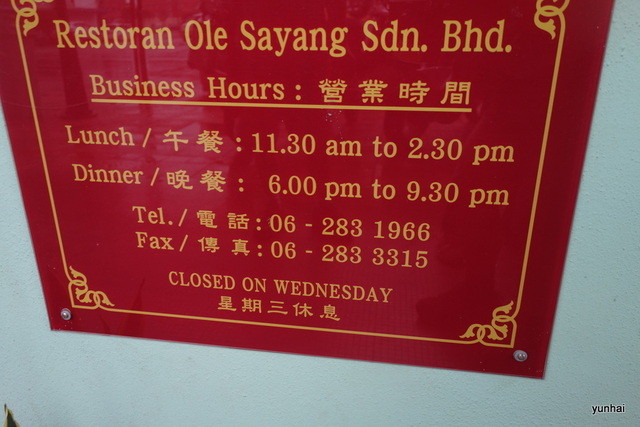 Restoran Ole Sayang Sdn. Bhd.
Business Hours : 營業時間
Lunch / 午餐 : 11.30 am to 2.30 pm
Dinner / 晚餐 : 6.00 pm to 9.30 pm
Tel. / 電話 : 06 - 283 1966
Fax / 傳真 : 06 - 283 3315
CLOSED ON WEDNESDAY
星期三休息
yunhai